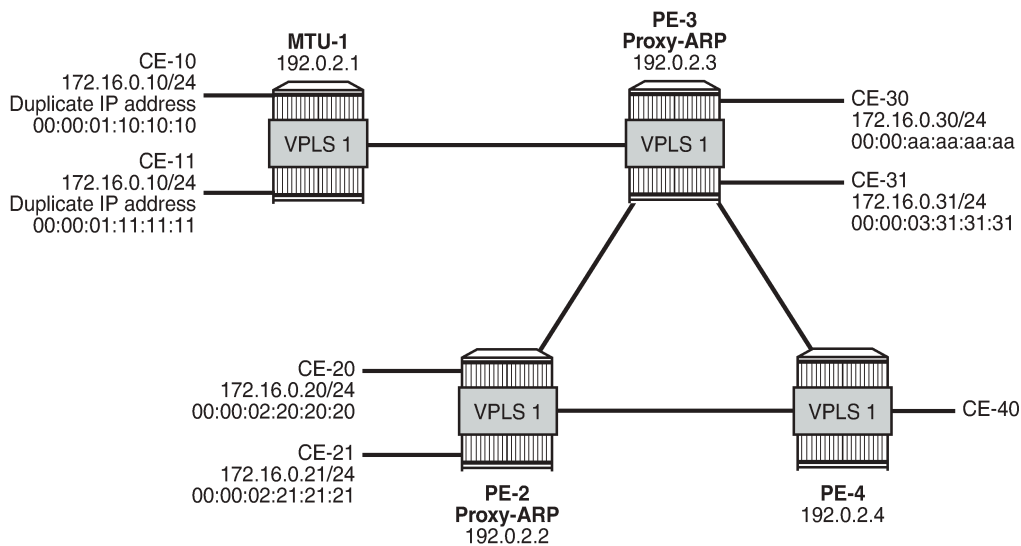 MTU-1
192.0.2.1
CE-10
172.16.0.10/24
Duplicate IP address
00:00:01:10:10:10
CE-11
172.16.0.10/24
Duplicate IP address
00:00:01:11:11:11
VPLS 1
PE-3
Proxy-ARP
192.0.2.3
VPLS 1
CE-30
172.16.0.30/24
00:00:aa:aa:aa:aa
CE-31
172.16.0.31/24
00:00:03:31:31:31
CE-20
172.16.0.20/24
00:00:02:20:20:20
CE-21
172.16.0.21/24
00:00:02:21:21:21
VPLS 1
PE-2
Proxy-ARP
192.0.2.2
VPLS 1
CE-40
PE-4
192.0.2.4